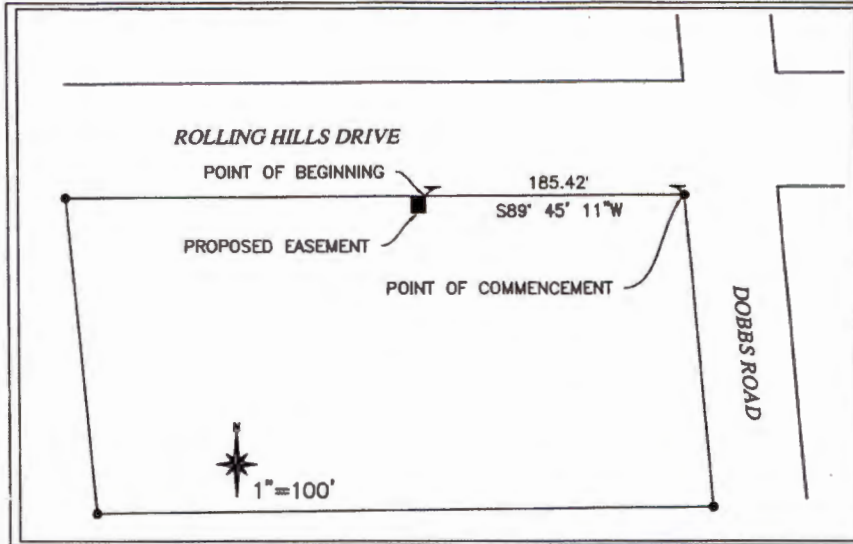 ROLLING HILLS DRIVE
POINT OF BEGINNING
185.42'
S89° 45' 11"W
PROPOSED EASEMENT
POINT OF COMMENCEMENT
DOBBS ROAD
N
1"=100'